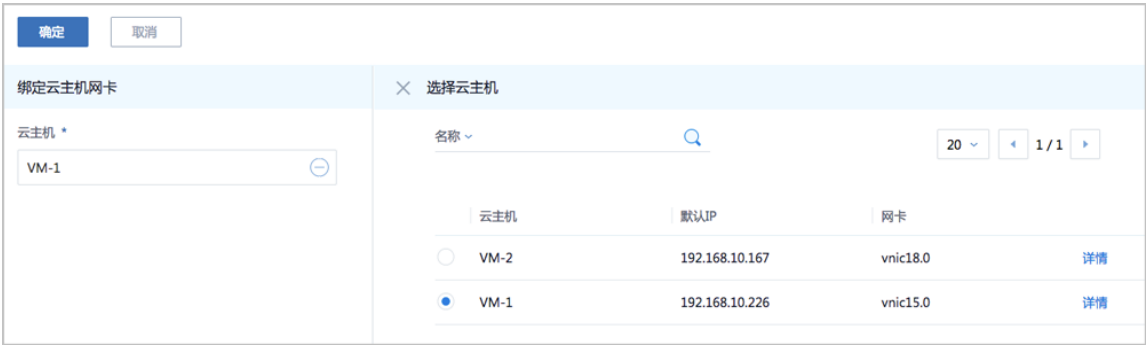 确定 取消
绑定云主机网卡
云主机 *
VM-1
选择云主机
名称
20 1 / 1
云主机 默认IP 网卡
VM-2 192.168.10.167 vnic18.0 详情
VM-1 192.168.10.226 vnic15.0 详情